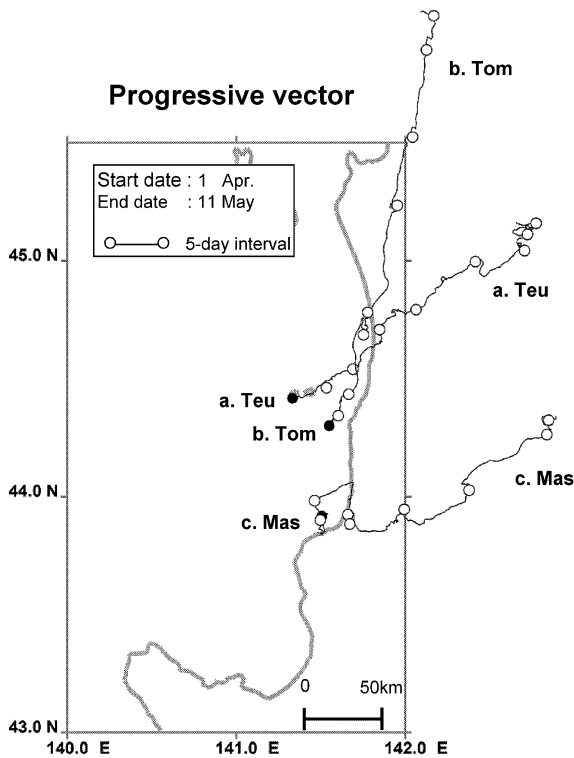 b. Tom
Progressive vector
Start date : 1 Apr.
End date : 11 May
5-day interval
45.0 N
a. Teu
a. Teu
b. Tom
c. Mas
44.0 N
c. Mas
0 50km
43.0 N
140.0 E 141.0 E 142.0 E